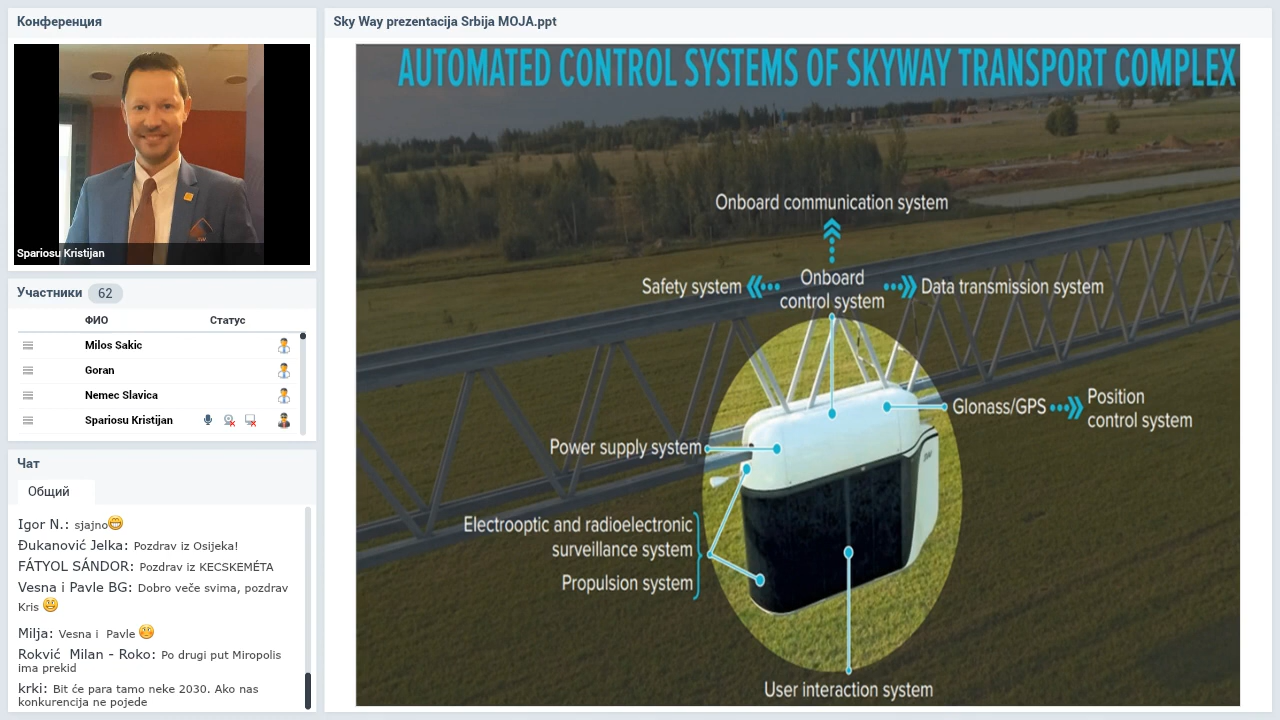 Конференция
Spariosu Kristijan
Участники 62
ФИО Статус
Milos Sakic
Goran
Nemec Slavica
Spariosu Kristijan
Чат
Общий
Igor N.: sjajno
Đukanović Jelka: Pozdrav iz Osijeka!
FÁTYOL SÁNDOR: Pozdrav iz KECSKEMÉTA
Vesna i Pavle BG: Dobro veče svima, pozdrav
Kris
Milja: Vesna i Pavle
Rokvić Milan - Roko: Po drugi put Miropolis
ima prekid
krki: Bit će para tamo neke 2030. Ako nas
konkurencija ne pojede
Sky Way prezentacija Srbija MOJA.ppt
AUTOMATED CONTROL SYSTEMS OF SKYWAY TRANSPORT COMPLEX
Onboard communication system
Safety system
Onboard
control system
Data transmission system
Glonass/GPS
Position
control system
Power supply system
Electrooptic and radioelectronic
surveillance system
Propulsion system
User interaction system